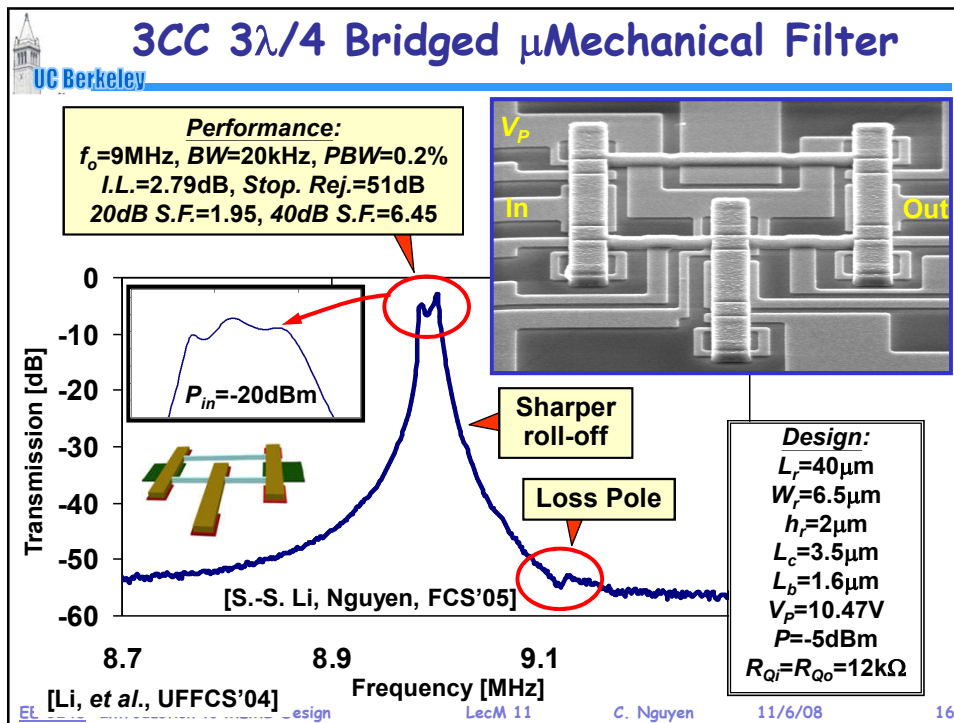 3CC 3λ/4 Bridged μMechanical Filter
UC Berkeley
Performance:
fo=9MHz, BW=20kHz, PBW=0.2%
I.L.=2.79dB, Stop. Rej.=51dB
20dB S.F.=1.95, 40dB S.F.=6.45
VP
In
Out
0
-10
-20
-30
-40
-50
-60
Transmission [dB]
Pin=-20dBm
Sharper
roll-off
Loss Pole
[S.-S. Li, Nguyen, FCS'05]
Design:
Lr=40μm
Wr=6.5μm
hr=2μm
Lc=3.5μm
Lb=1.6μm
VP=10.47V
P=-5dBm
RQi=RQo=12kΩ
8.7
8.9
9.1
Frequency [MHz]
[Li, et al., UFFCS'04]
LecM 11
C. Nguyen
11/6/08
16